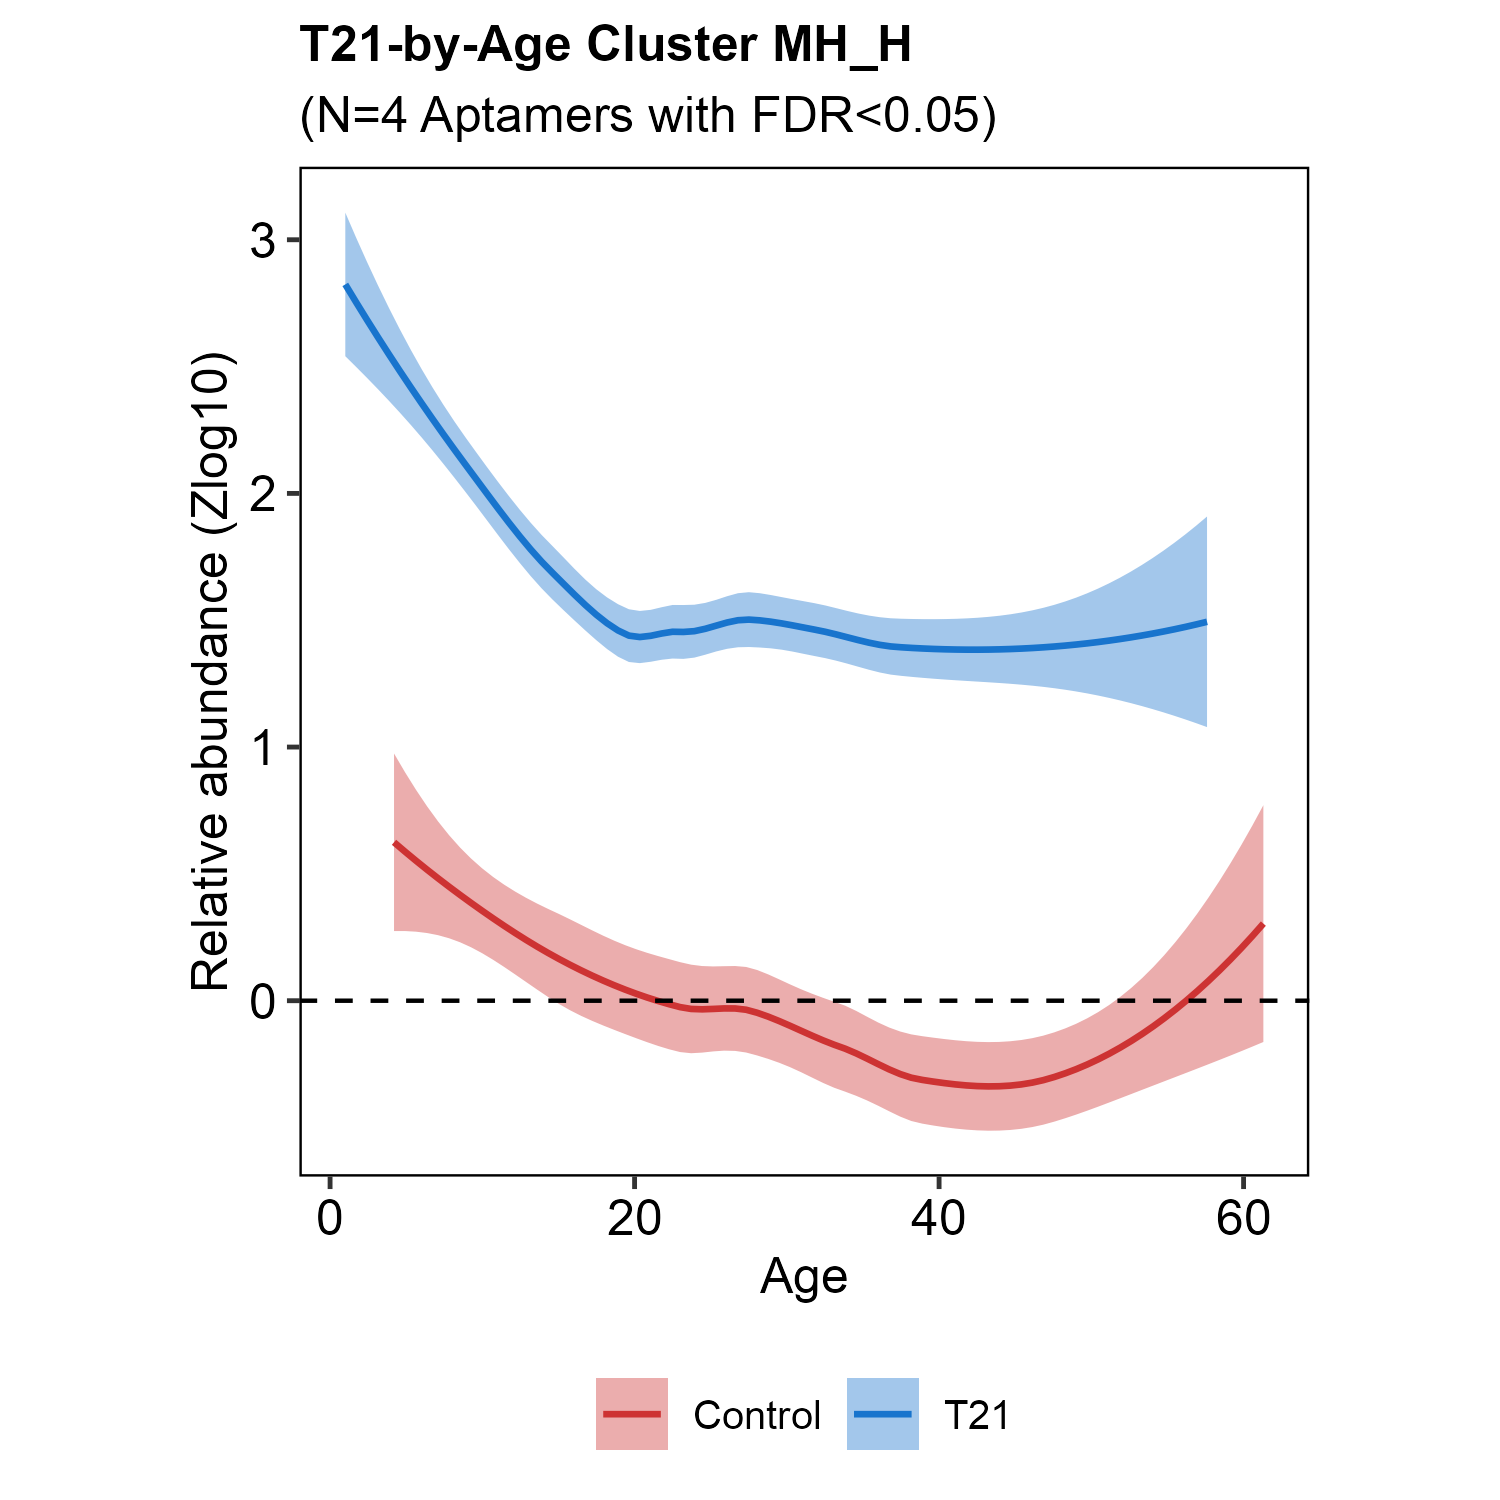 T21-by-Age Cluster MH_H
(N=4 Aptamers with FDR<0.05)
Relative abundance (Zlog10)
3
2
1
0
0 20 40 60
Age
Control T21